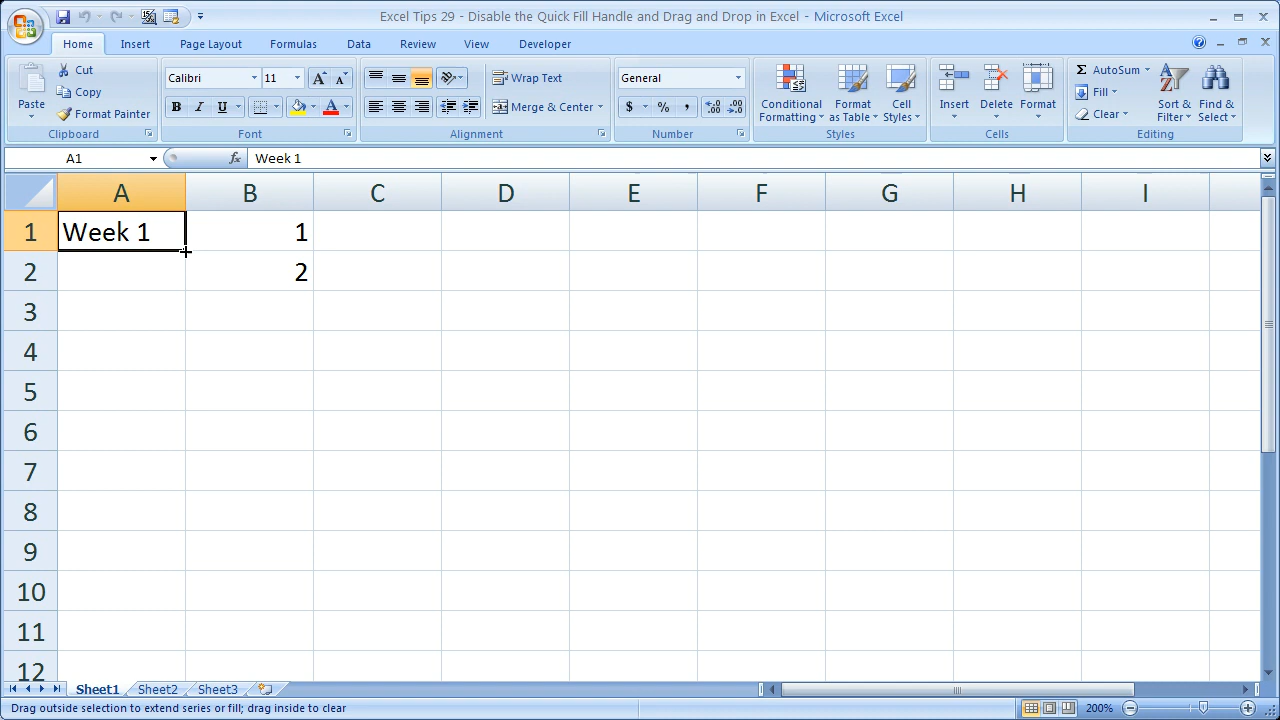 Excel Tips 29 - Disable the Quick Fill Handle and Drag and Drop in Excel - Microsoft Excel
Home Insert Page Layout Formulas Data Review View Developer
Paste Cut Copy Format Painter Clipboard
Calibri 11 B I U A A A Font
Wrap Text Merge & Center Alignment
General $ % , .0 .00 .00 .0 Number
Conditional Formatting Format as Table Cell Styles Styles
Insert Delete Format Cells
Σ AutoSum Fill Clear Sort & Filter Find & Select Editing
A1 fx Week 1
A B C D E F G H I
1 Week 1 1
2 2
3
4
5
6
7
8
9
10
11
12
Sheet1 Sheet2 Sheet3
Drag outside selection to extend series or fill; drag inside to clear 200%